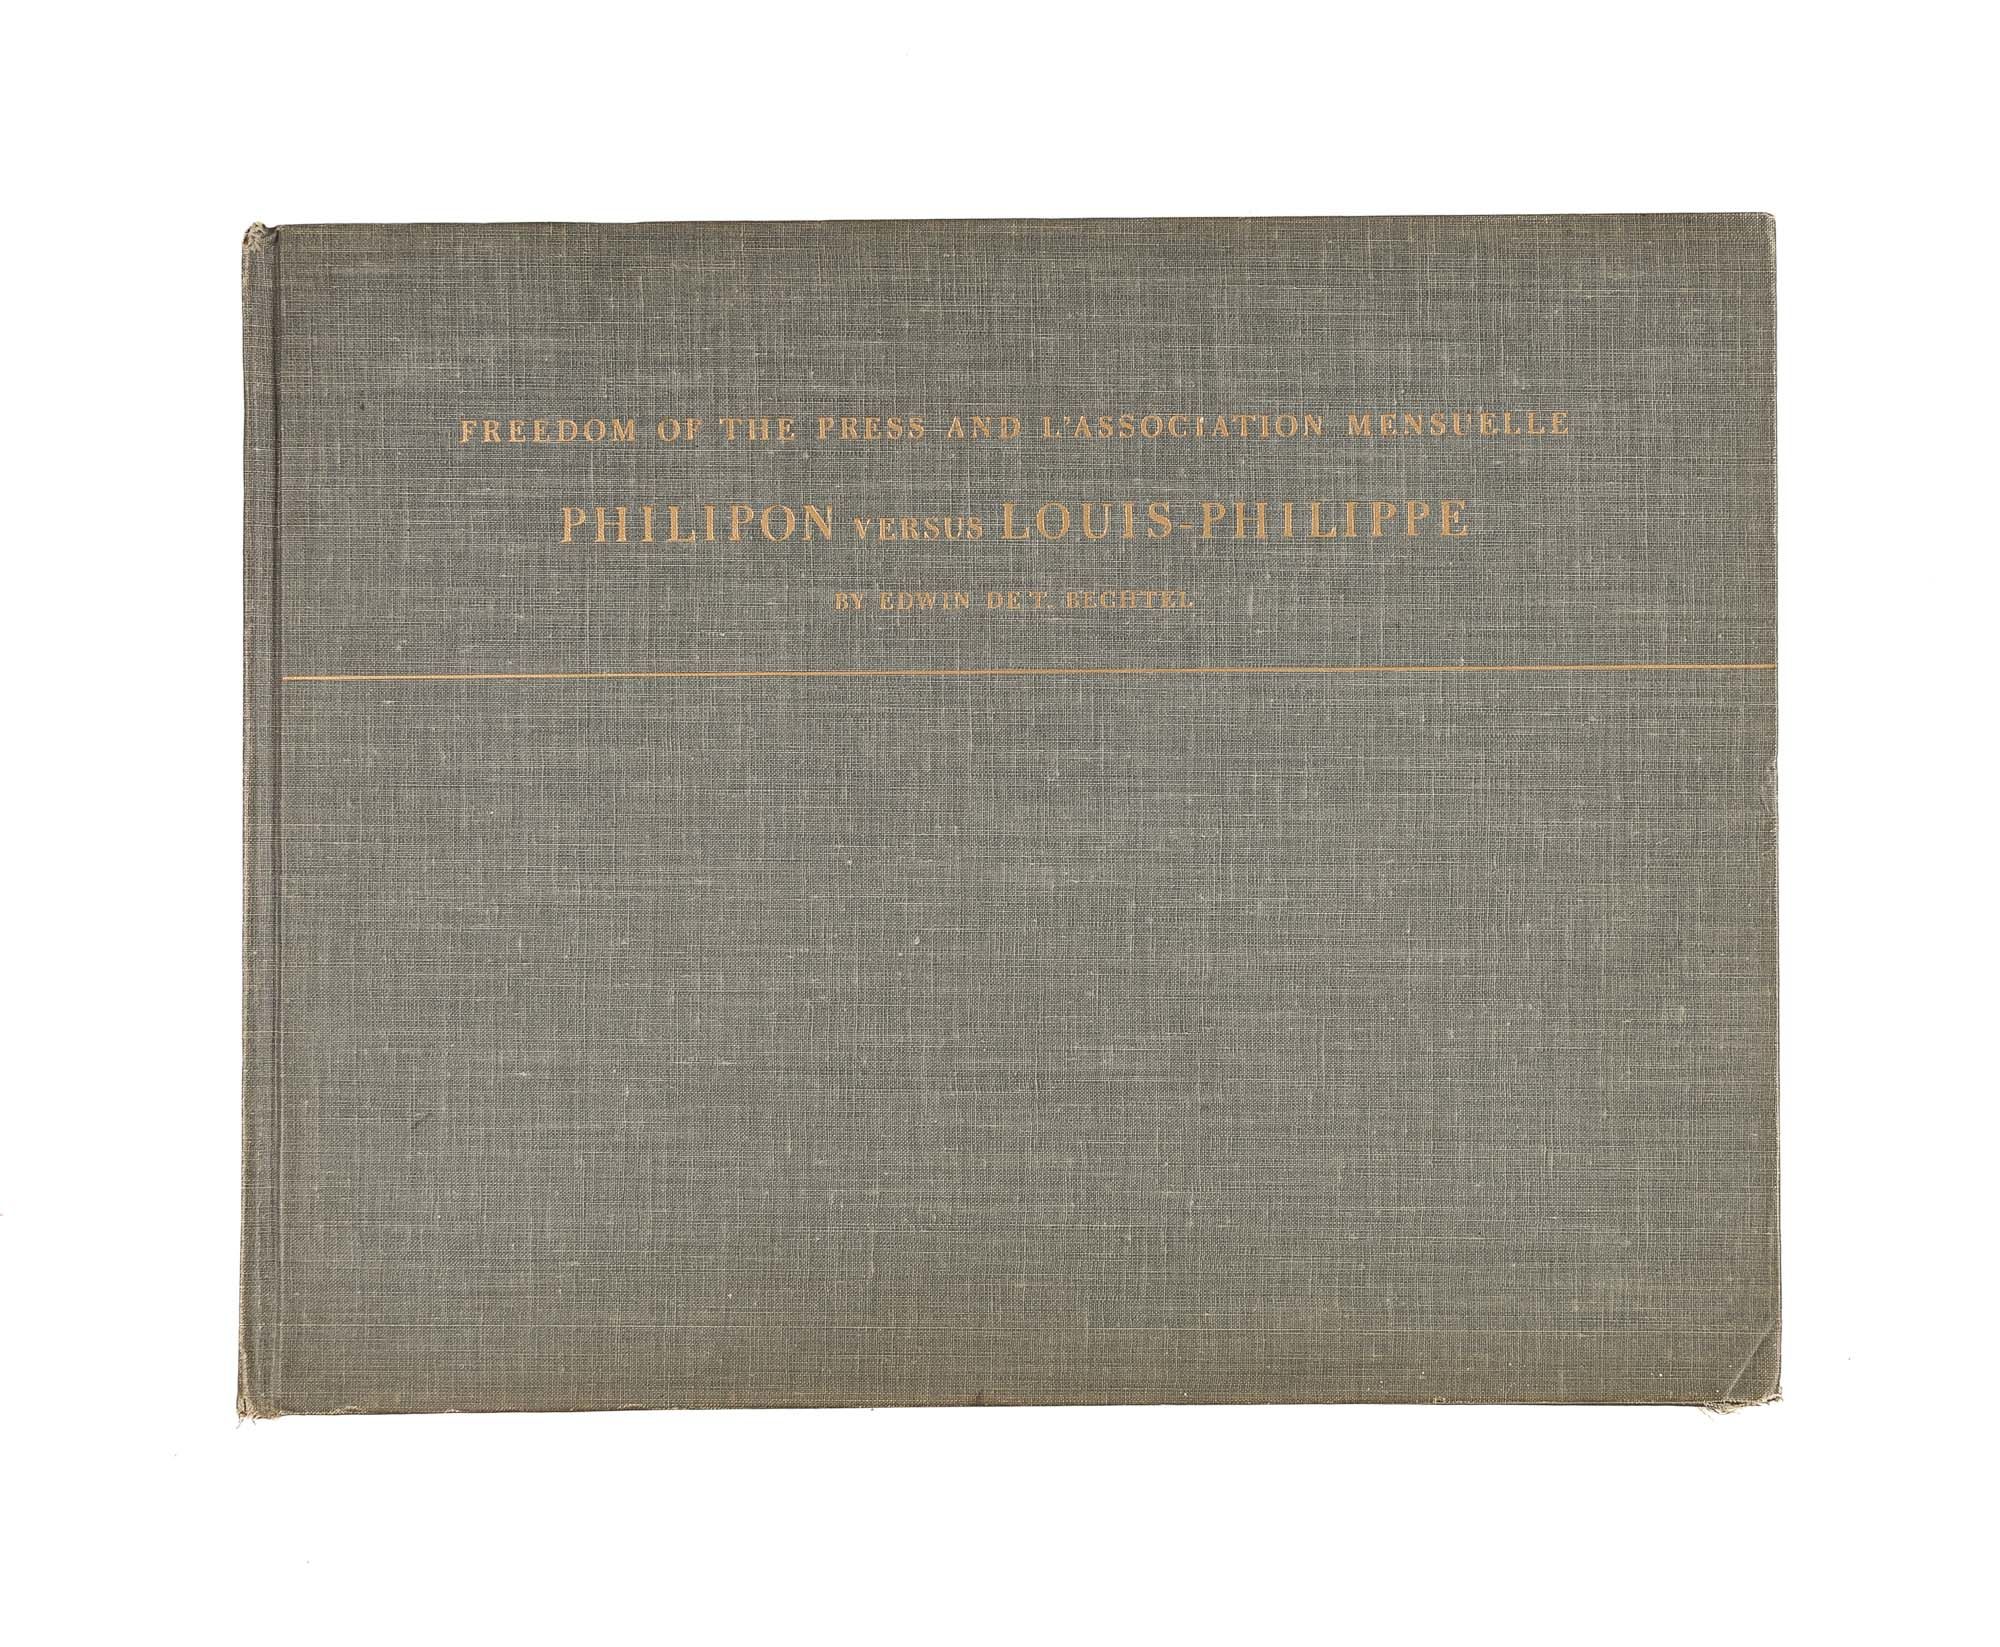 FREEDOM OF THE PRESS AND L'ASSOCIATION MENSUELLE
PHILIPON VERSUS LOUIS-PHILIPPE
BY EDWIN DE T. BECHTEL